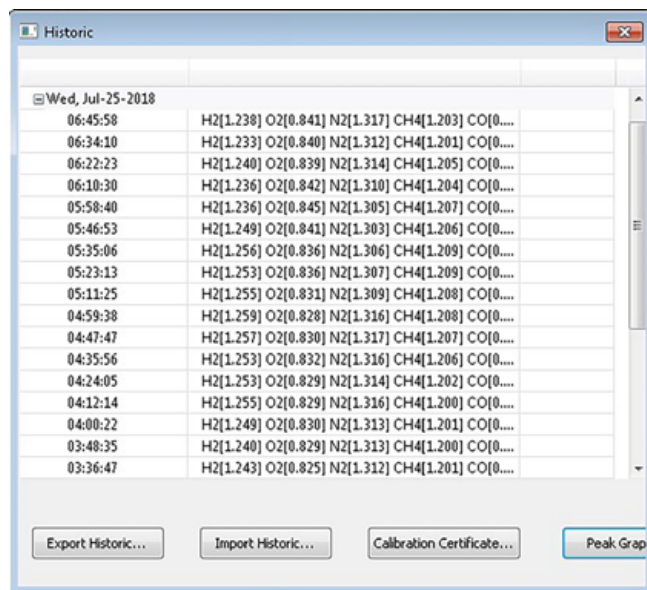 Historic
Wed, Jul-25-2018
06:45:58 H2[1.238] O2[0.841] N2[1.317] CH4[1.203] CO[0....
06:34:10 H2[1.233] O2[0.840] N2[1.312] CH4[1.201] CO[0....
06:22:23 H2[1.240] O2[0.839] N2[1.314] CH4[1.205] CO[0....
06:10:30 H2[1.236] O2[0.842] N2[1.310] CH4[1.204] CO[0....
05:58:40 H2[1.236] O2[0.845] N2[1.305] CH4[1.207] CO[0....
05:46:53 H2[1.249] O2[0.841] N2[1.303] CH4[1.206] CO[0....
05:35:06 H2[1.256] O2[0.836] N2[1.306] CH4[1.209] CO[0....
05:23:13 H2[1.253] O2[0.836] N2[1.307] CH4[1.209] CO[0....
05:11:25 H2[1.255] O2[0.831] N2[1.309] CH4[1.208] CO[0....
04:59:38 H2[1.259] O2[0.828] N2[1.316] CH4[1.208] CO[0....
04:47:47 H2[1.257] O2[0.830] N2[1.317] CH4[1.207] CO[0....
04:35:56 H2[1.253] O2[0.832] N2[1.316] CH4[1.206] CO[0....
04:24:05 H2[1.253] O2[0.829] N2[1.314] CH4[1.202] CO[0....
04:12:14 H2[1.255] O2[0.829] N2[1.316] CH4[1.200] CO[0....
04:00:22 H2[1.249] O2[0.830] N2[1.313] CH4[1.201] CO[0....
03:48:35 H2[1.240] O2[0.829] N2[1.313] CH4[1.200] CO[0....
03:36:47 H2[1.243] O2[0.825] N2[1.312] CH4[1.201] CO[0....
Export Historic... Import Historic... Calibration Certificate... Peak Grap